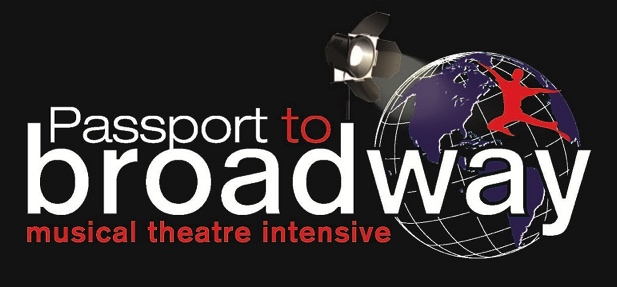 Passport to
broadway
musical theatre intensive